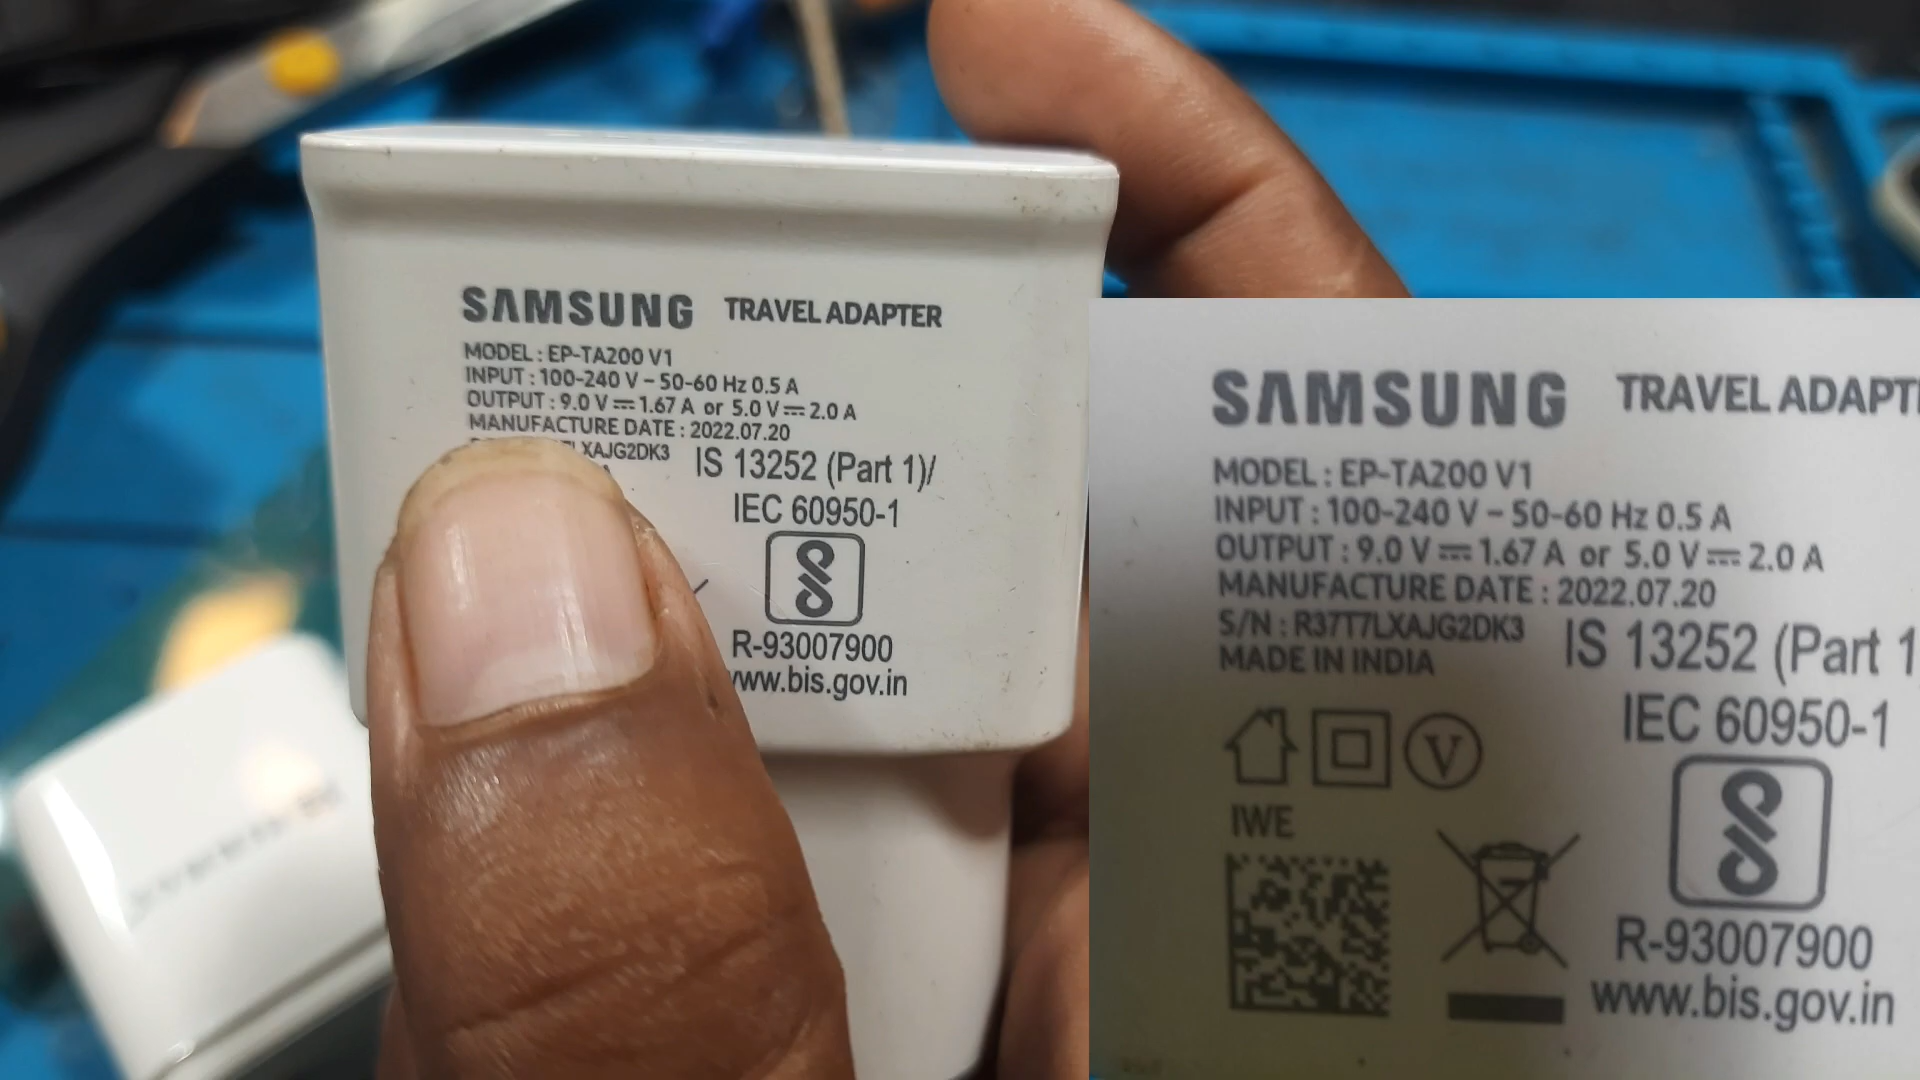 SAMSUNG TRAVEL ADAPTER
MODEL : EP-TA200 V1
INPUT : 100-240 V ~ 50-60 Hz 0.5 A
OUTPUT : 9.0 V ⎓ 1.67 A or 5.0 V ⎓ 2.0 A
MANUFACTURE DATE : 2022.07.20
LXAJG2DK3
IS 13252 (Part 1)/
IEC 60950-1
R-93007900
www.bis.gov.in
SAMSUNG TRAVEL ADAPT
MODEL : EP-TA200 V1
INPUT : 100-240 V ~ 50-60 Hz 0.5 A
OUTPUT : 9.0 V ⎓ 1.67 A or 5.0 V ⎓ 2.0 A
MANUFACTURE DATE : 2022.07.20
S/N : R37T7LXAJG2DK3
MADE IN INDIA
IS 13252 (Part 1)
IEC 60950-1
V
IWE
R-93007900
www.bis.gov.in